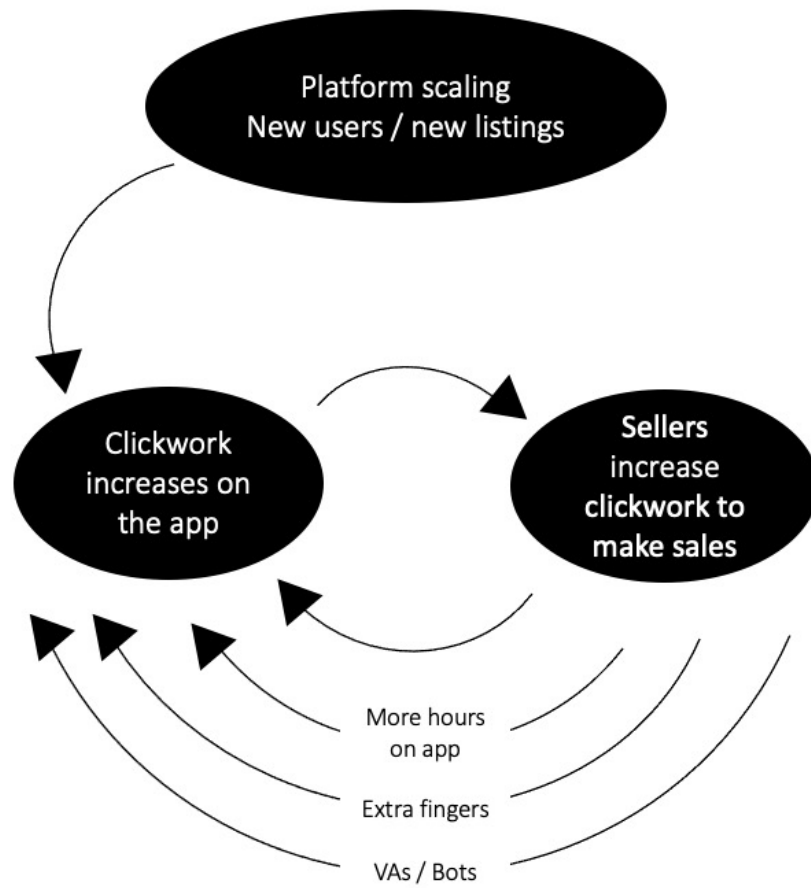 Platform scaling
New users / new listings
Clickwork
increases on
the app
Sellers
increase
clickwork to
make sales
More hours
on app
Extra fingers
VAs / Bots